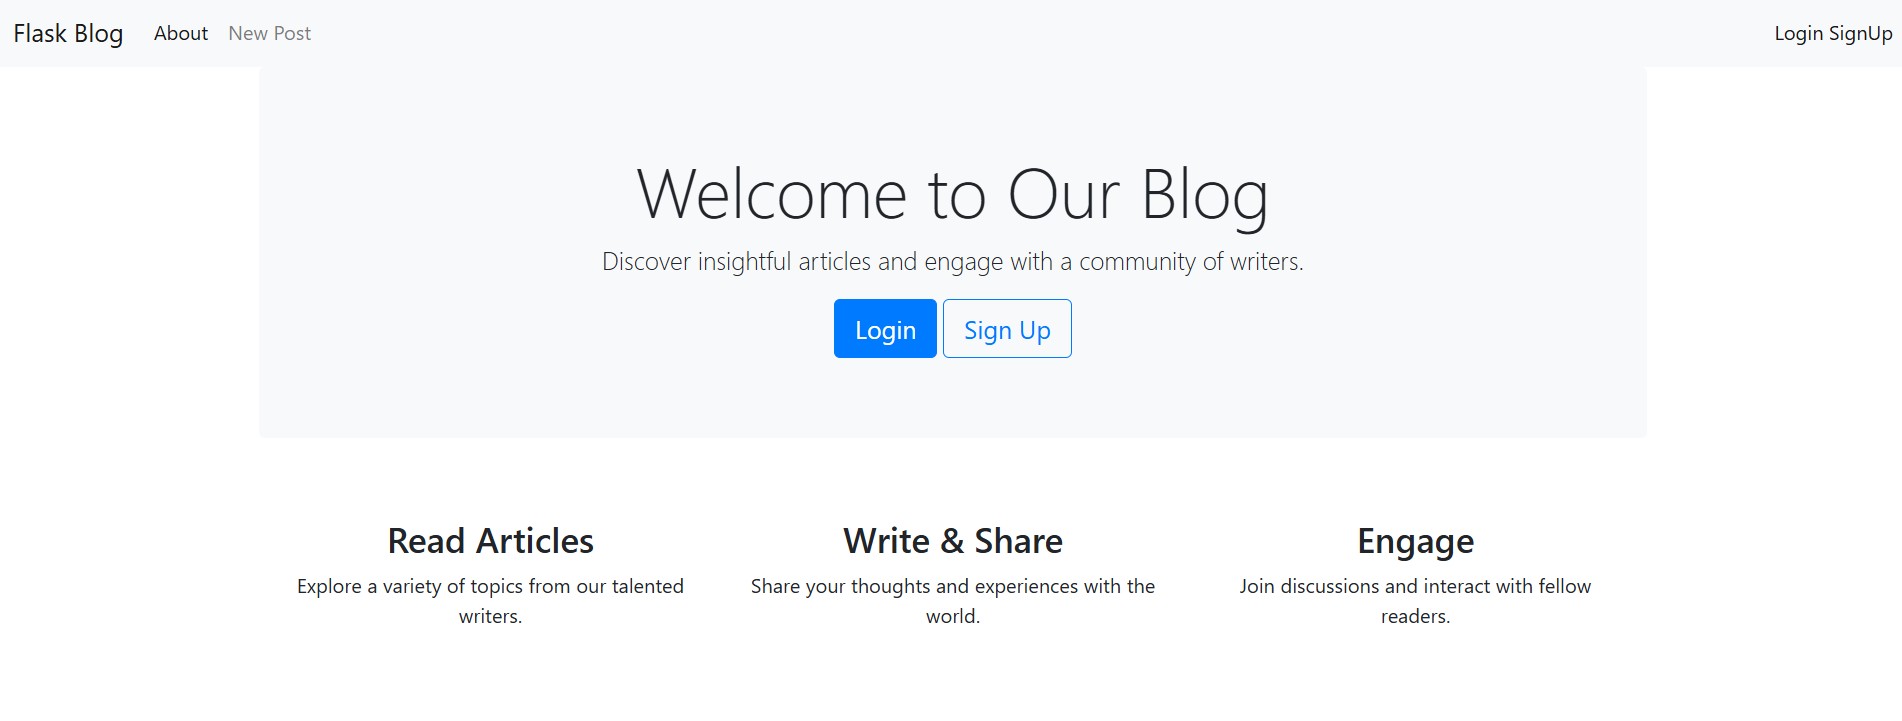 Flask Blog About New Post Login SignUp
Welcome to Our Blog
Discover insightful articles and engage with a community of writers.
Login Sign Up
Read Articles
Explore a variety of topics from our talented
writers.
Write & Share
Share your thoughts and experiences with the
world.
Engage
Join discussions and interact with fellow
readers.